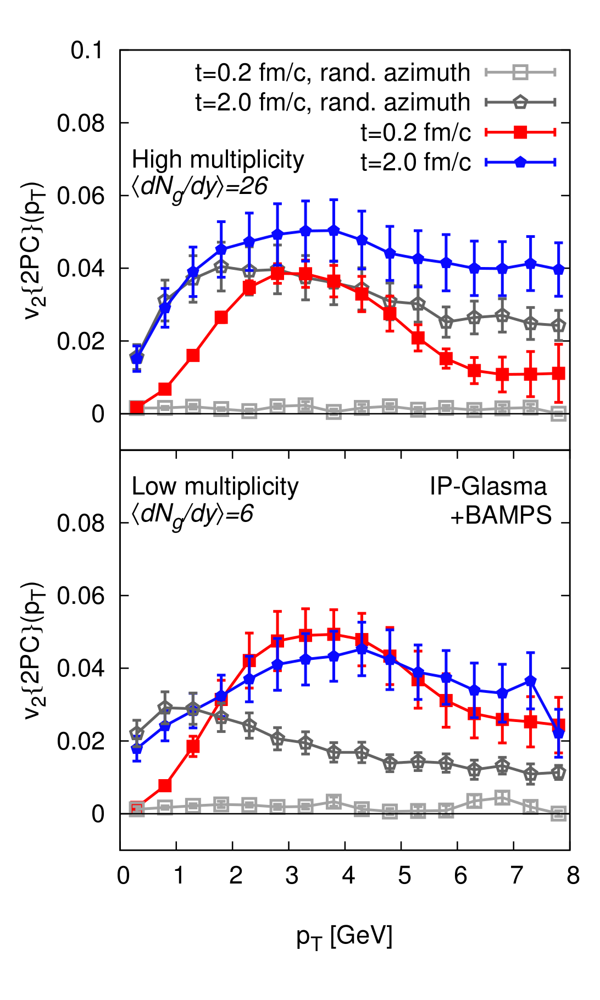 0.1
t=0.2 fm/c, rand. azimuth
t=2.0 fm/c, rand. azimuth
t=0.2 fm/c
t=2.0 fm/c
High multiplicity
⟨dNg/dy⟩=26
0.08
0.06
0.04
0.02
0
v2{2PC}(pT)
Low multiplicity
⟨dNg/dy⟩=6
IP-Glasma
+BAMPS
0.08
0.06
0.04
0.02
0
v2{2PC}(pT)
0 1 2 3 4 5 6 7 8
pT [GeV]